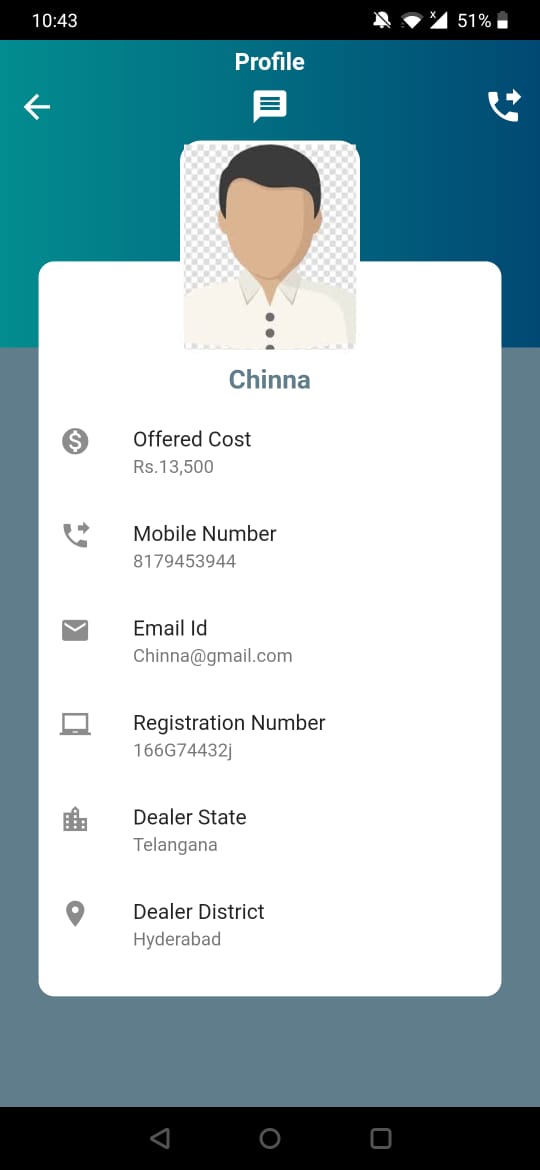 10:43
x
51%
Profile
Chinna
Offered Cost
Rs.13,500
Mobile Number
8179453944
Email Id
Chinna@gmail.com
Registration Number
166G74432j
Dealer State
Telangana
Dealer District
Hyderabad